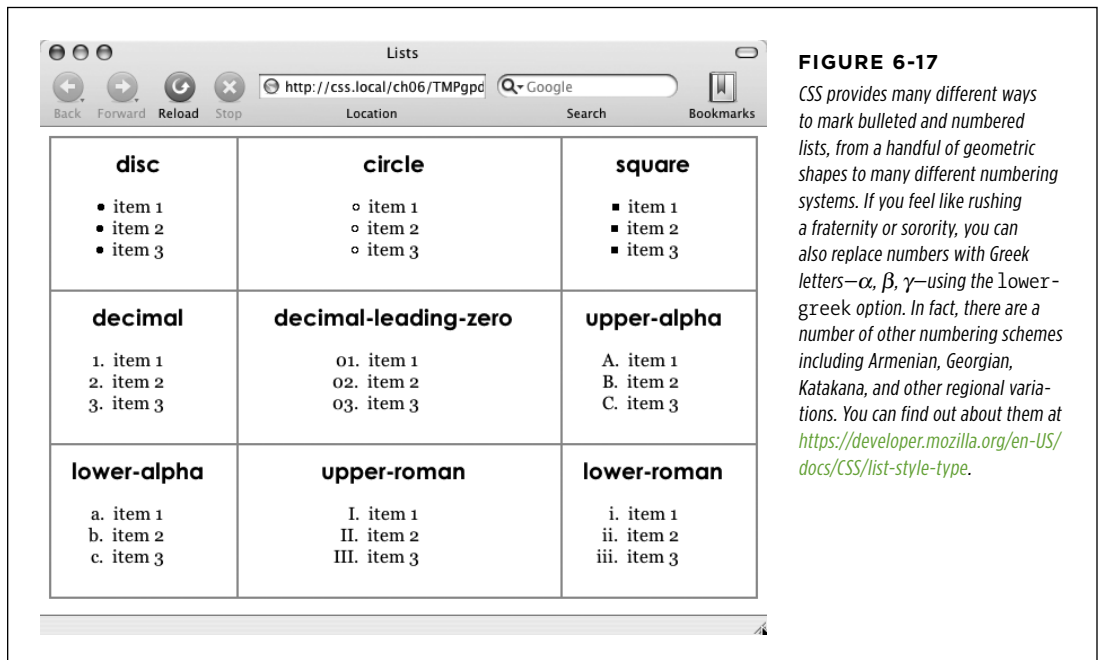 Lists
http://css.local/ch06/TMPgpd
Google
Back Forward Reload Stop Location Search Bookmarks
disc
• item 1
• item 2
• item 3
circle
◦ item 1
◦ item 2
◦ item 3
square
▪ item 1
▪ item 2
▪ item 3
decimal
1. item 1
2. item 2
3. item 3
decimal-leading-zero
01. item 1
02. item 2
03. item 3
upper-alpha
A. item 1
B. item 2
C. item 3
lower-alpha
a. item 1
b. item 2
c. item 3
upper-roman
I. item 1
II. item 2
III. item 3
lower-roman
i. item 1
ii. item 2
iii. item 3
FIGURE 6-17
CSS provides many different ways
to mark bulleted and numbered
lists, from a handful of geometric
shapes to many different numbering
systems. If you feel like rushing
a fraternity or sorority, you can
also replace numbers with Greek
letters—α, β, γ—using the lower-
greek option. In fact, there are a
number of other numbering schemes
including Armenian, Georgian,
Katakana, and other regional varia-
tions. You can find out about them at
https://developer.mozilla.org/en-US/
docs/CSS/list-style-type.